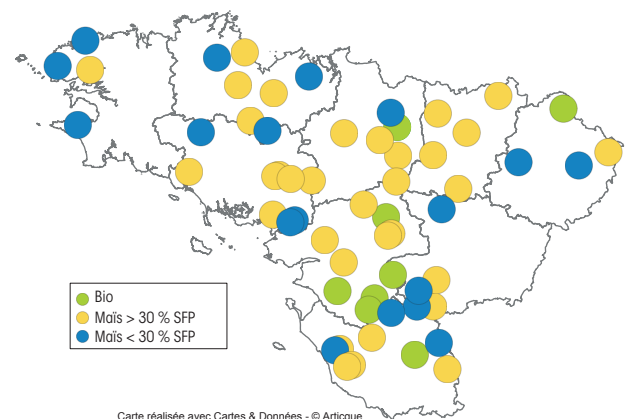 Bio
Maïs > 30 % SFP
Maïs < 30 % SFP
Carte réalisée avec Cartes & Données - © Articque